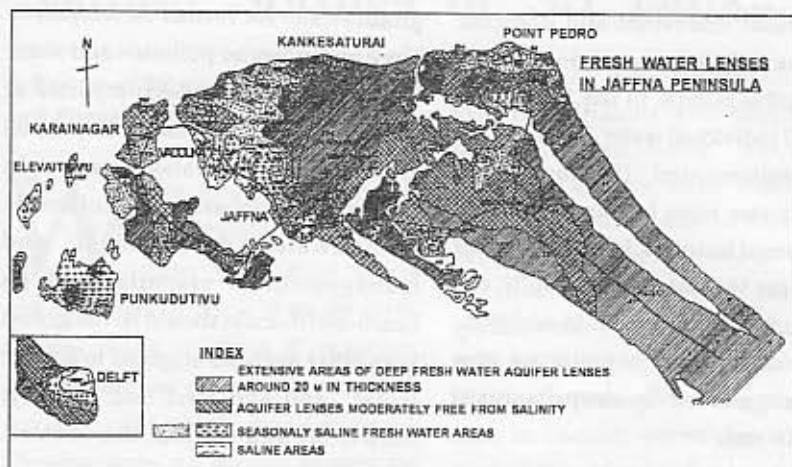 KANKESATURAI
POINT PEDRO
FRESH WATER LENSES
IN JAFFNA PENINSULA
N
KARAINAGAR
ELEVAITUVU
JAFFNA
PUNKUDUTIVU
DELFT
INDEX
EXTENSIVE AREAS OF DEEP FRESH WATER AQUIFER LENSES
AROUND 20 M IN THICKNESS
AQUIFER LENSES MODERATELY FREE FROM SALINITY
SEASONALY SALINE FRESH WATER AREAS
SALINE AREAS